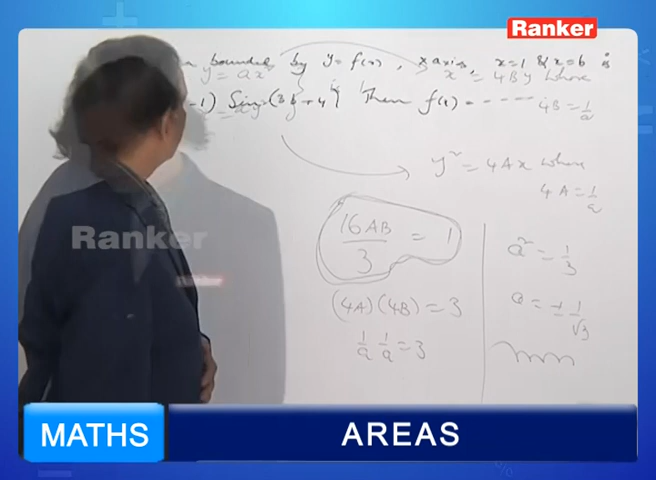 Ranker
bounded by y = f(x), x axis, x = 1 & x = b is
y = ax
x² = 4By where
-1) Sin (3b + 4) Then f(x) = - - - - -
4B = 1/a
y² = 4Ax where
4A = 1/a
16AB/3 = 1
(4A)(4B) = 3
1/a 1/a = 3
a² = 1/3
a = ± 1/√3
Ranker
MATHS
AREAS